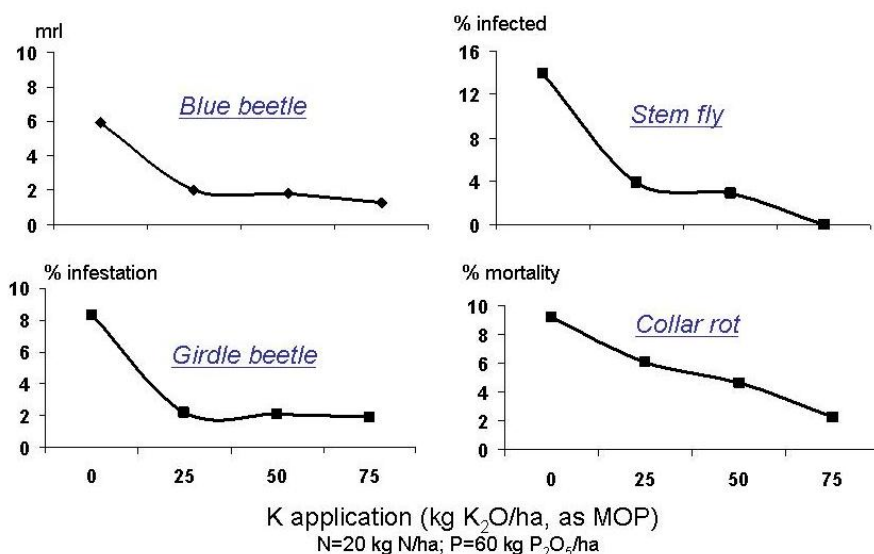 mrl
10
8
6
4
2
0
Blue beetle
% infected
16
12
8
4
0
Stem fly
% infestation
10
8
6
4
2
0
Girdle beetle
0 25 50 75
% mortality
10
8
6
4
2
0
Collar rot
0 25 50 75
K application (kg K₂O/ha, as MOP)
N=20 kg N/ha; P=60 kg P₂O₅/ha